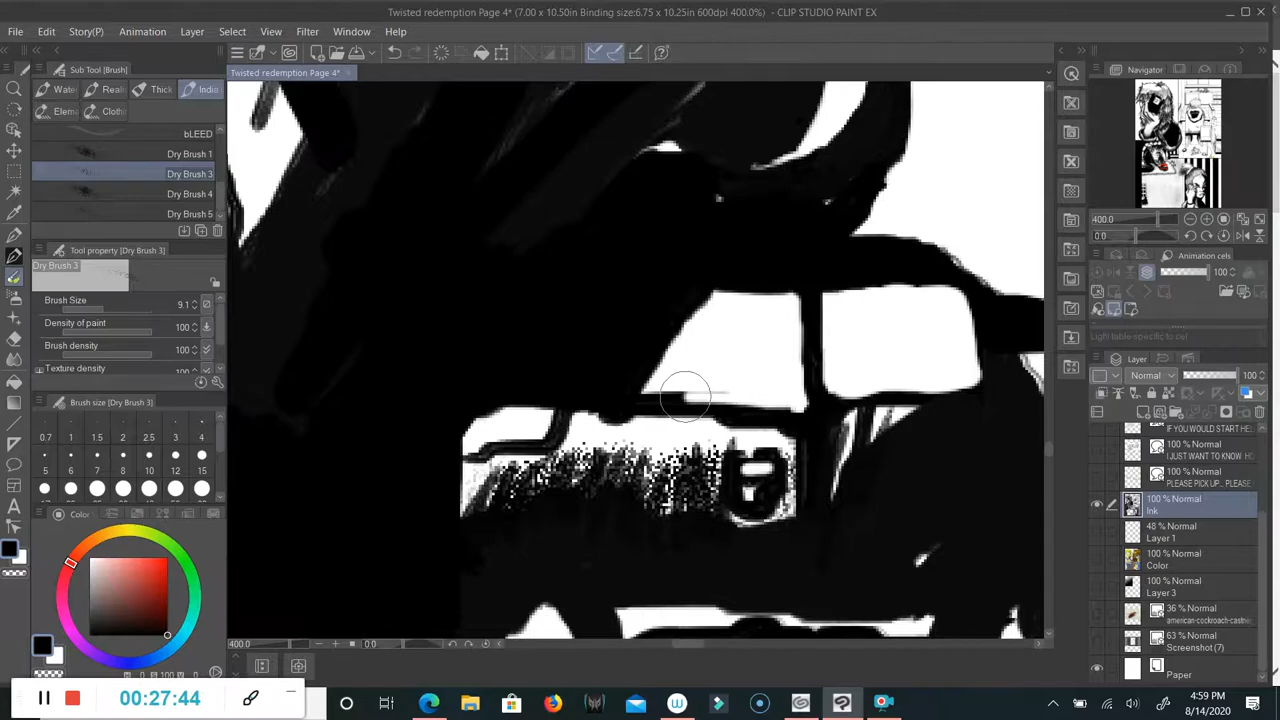 Twisted redemption Page 4* (7.00 x 10.50in Binding size:6.75 x 10.25in 600dpi 400.0%) - CLIP STUDIO PAINT EX
File Edit Story(P) Animation Layer Select View Filter Window Help
Sub Tool [Brush]
Twisted redemption Page 4*
Navigator
Wate Reali Thick India
Elem Cloth
bLEED
Dry Brush 1
Dry Brush 3
Dry Brush 4
Dry Brush 5
Tool property [Dry Brush 3]
Dry Brush 3
Brush Size 9.1
Density of paint 100
Brush density 100
Texture density 100
Brush size [Dry Brush 3]
0.7 1 1.5 2 2.5 3 4
5 6 7 8 10 12 15
Color
400.0
0.0
Animation cels
100
Light table specific to cel
Layer
Normal 100
IF YOU WOULD START HE
100 % Normal
I JUST WANT TO KNOW HO
100 % Normal
PLEASE PICK UP... PLEASE
100 % Normal
Ink
48 % Normal
Layer 1
100 % Normal
Color
100 % Normal
Layer 3
36 % Normal
american-cockroach-castne
63 % Normal
Screenshot (7)
Paper
400.0 0.0
00:27:44
4:59 PM
8/14/2020